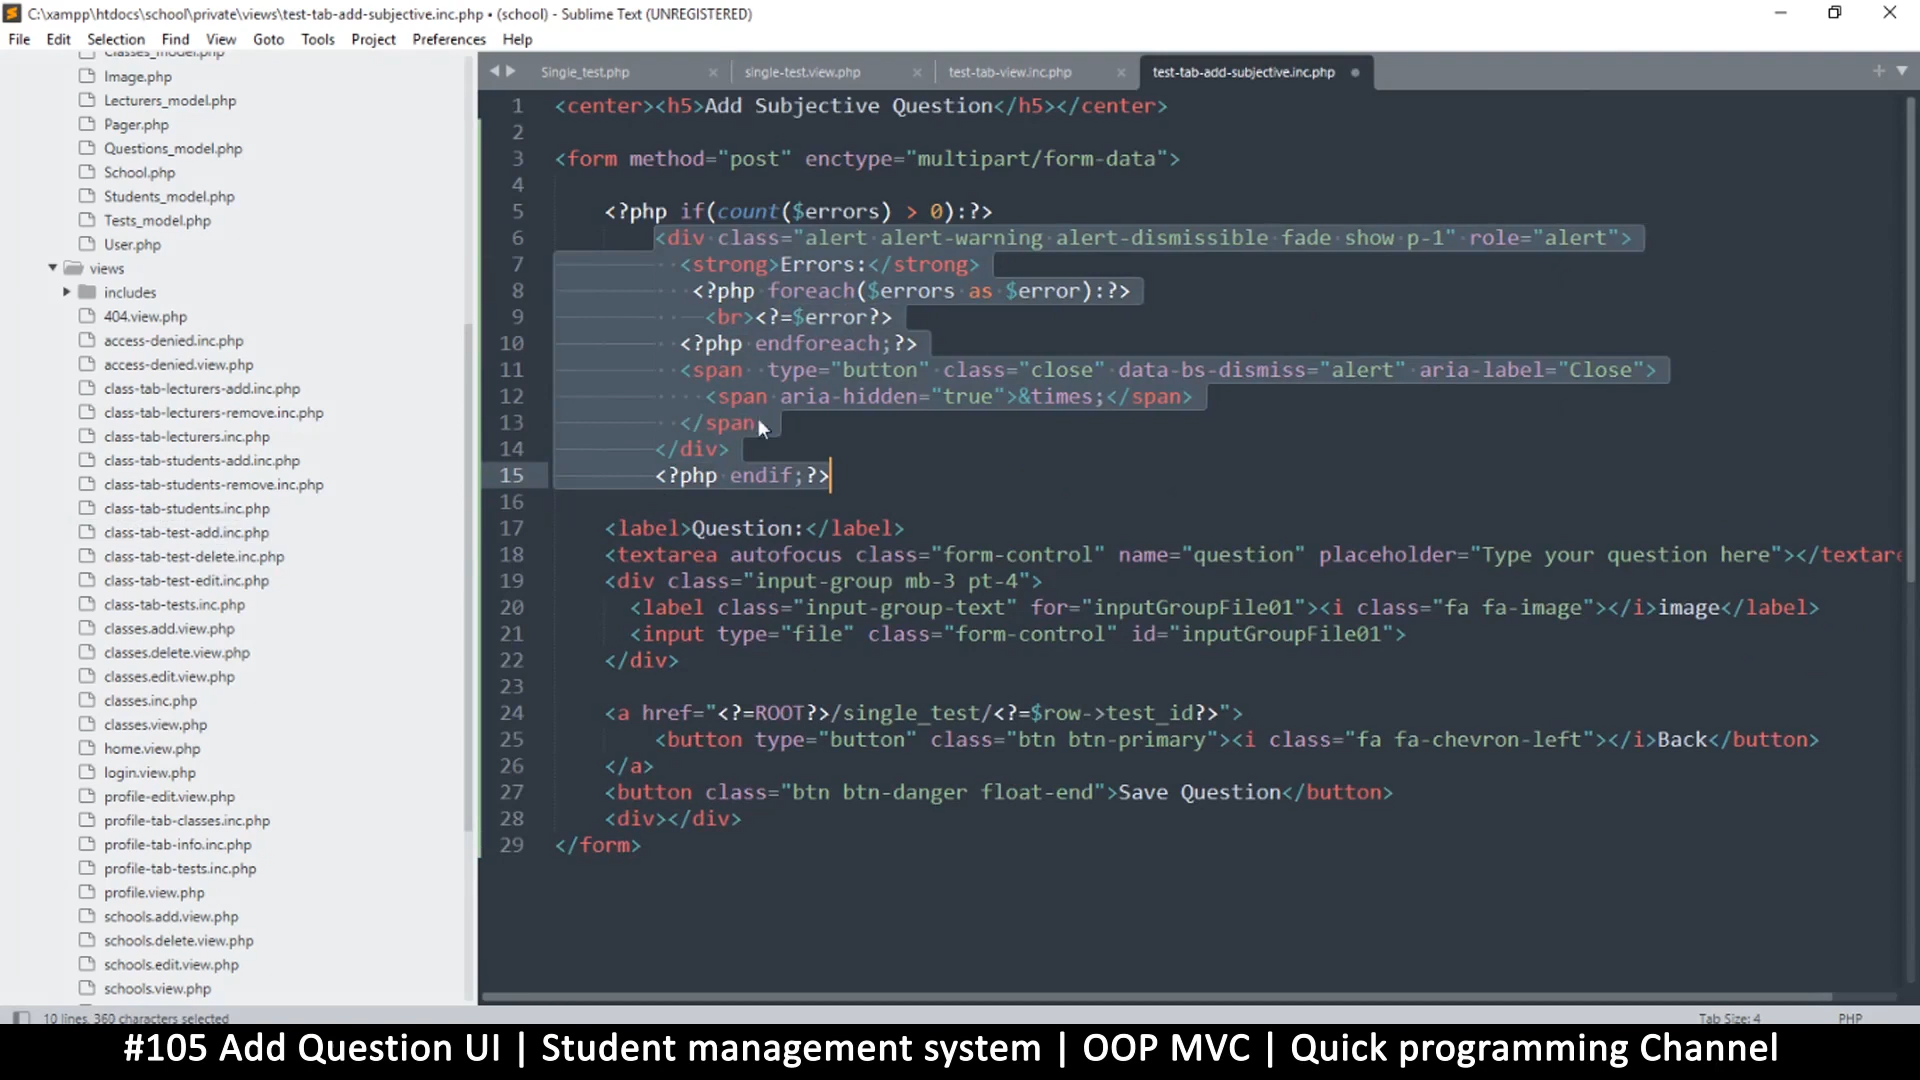 C:\xampp\htdocs\school\private\views\test-tab-add-subjective.inc.php • (school) - Sublime Text (UNREGISTERED)
File Edit Selection Find View Goto Tools Project Preferences Help
Classes_model.php
Image.php
Lecturers_model.php
Pager.php
Questions_model.php
School.php
Students_model.php
Tests_model.php
User.php
views
includes
404.view.php
access-denied.inc.php
access-denied.view.php
class-tab-lecturers-add.inc.php
class-tab-lecturers-remove.inc.php
class-tab-lecturers.inc.php
class-tab-students-add.inc.php
class-tab-students-remove.inc.php
class-tab-students.inc.php
class-tab-test-add.inc.php
class-tab-test-delete.inc.php
class-tab-test-edit.inc.php
class-tab-tests.inc.php
classes.add.view.php
classes.delete.view.php
classes.edit.view.php
classes.inc.php
classes.view.php
home.view.php
login.view.php
profile-edit.view.php
profile-tab-classes.inc.php
profile-tab-info.inc.php
profile-tab-tests.inc.php
profile.view.php
schools.add.view.php
schools.delete.view.php
schools.edit.view.php
schools.view.php
Single_test.php × single-test.view.php × test-tab-view.inc.php × test-tab-add-subjective.inc.php •
1 <center><h5>Add Subjective Question</h5></center>
2
3 <form method="post" enctype="multipart/form-data">
4
5 <?php if(count($errors) > 0):?>
6 <div class="alert alert-warning alert-dismissible fade show p-1" role="alert">
7 <strong>Errors:</strong>
8 <?php foreach($errors as $error):?>
9 <br><?=$error?>
10 <?php endforeach;?>
11 <span  type="button" class="close" data-bs-dismiss="alert" aria-label="Close">
12 <span aria-hidden="true">&times;</span>
13 </span
14 </div>
15 <?php endif;?>
16
17 <label>Question:</label>
18 <textarea autofocus class="form-control" name="question" placeholder="Type your question here"></textare
19 <div class="input-group mb-3 pt-4">
20 <label class="input-group-text" for="inputGroupFile01"><i class="fa fa-image"></i>image</label>
21 <input type="file" class="form-control" id="inputGroupFile01">
22 </div>
23
24 <a href="<?=ROOT?>/single_test/<?=$row->test_id?>">
25 <button type="button" class="btn btn-primary"><i class="fa fa-chevron-left"></i>Back</button>
26 </a>
27 <button class="btn btn-danger float-end">Save Question</button>
28 <div></div>
29 </form>
10 lines, 360 characters selected Tab Size: 4 PHP
#105 Add Question UI | Student management system | OOP MVC | Quick programming Channel